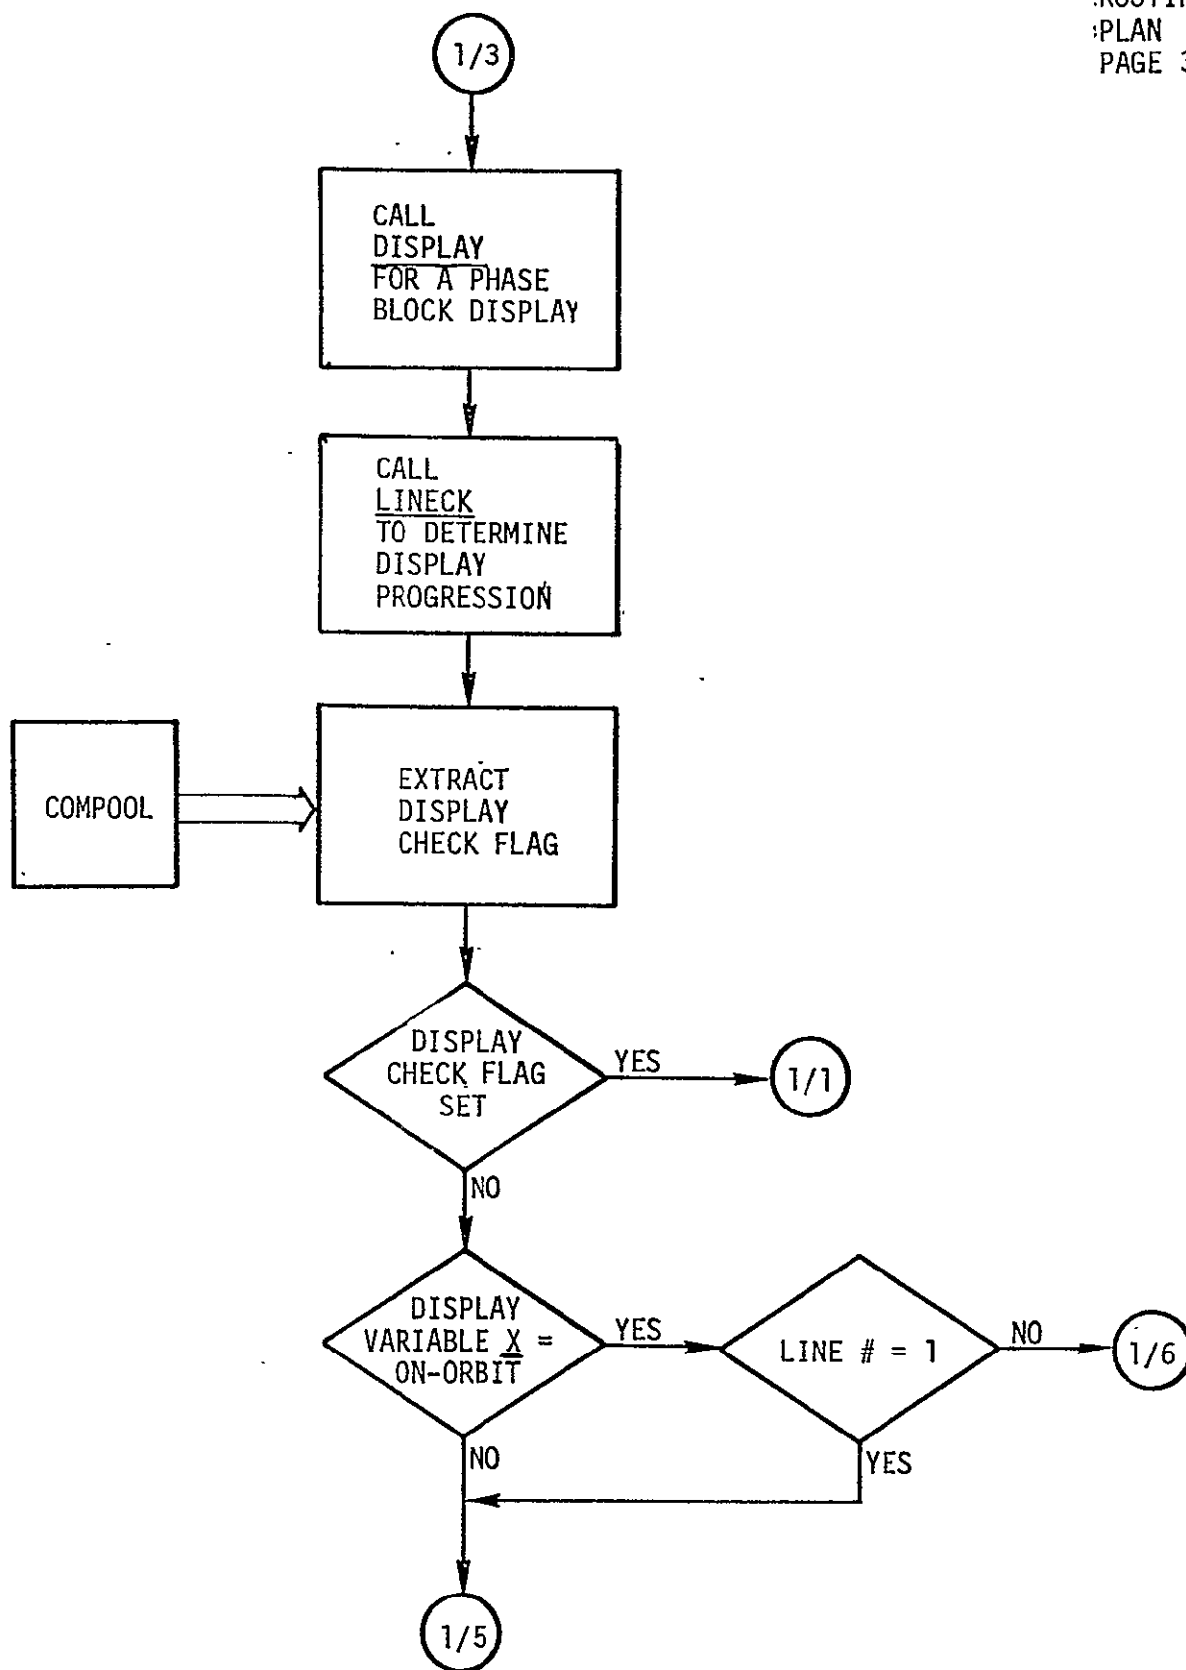 PLAN
PAGE 3
1/3
CALL
DISPLAY
FOR A PHASE
BLOCK DISPLAY
CALL
LINECK
TO DETERMINE
DISPLAY
PROGRESSION
COMPOOL
EXTRACT
DISPLAY
CHECK FLAG
DISPLAY
CHECK FLAG
SET
YES
1/1
NO
DISPLAY
VARIABLE X =
ON-ORBIT
YES
LINE # = 1
NO
1/6
NO
YES
1/5